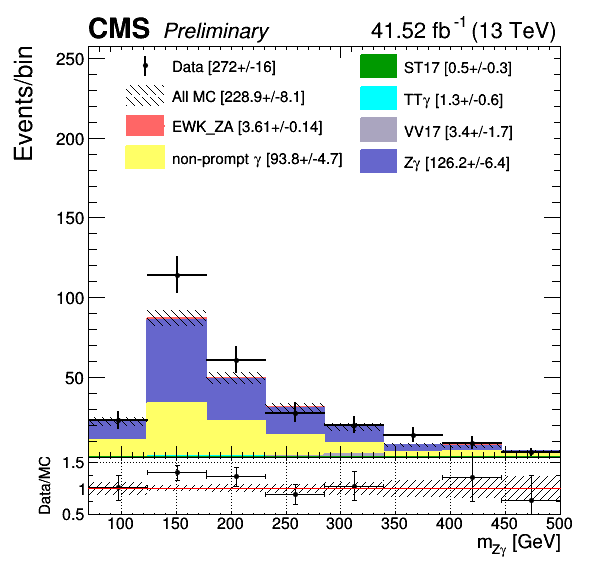 CMS Preliminary 41.52 fb⁻¹ (13 TeV)
Events/bin
250
200
150
100
50
Data [272+/-16]
All MC [228.9+/-8.1]
EWK_ZA [3.61+/-0.14]
non-prompt γ [93.8+/-4.7]
ST17 [0.5+/-0.3]
TTγ [1.3+/-0.6]
VV17 [3.4+/-1.7]
Zγ [126.2+/-6.4]
Data/MC
1.5
1
0.5
100 150 200 250 300 350 400 450 500
m_Zγ [GeV]